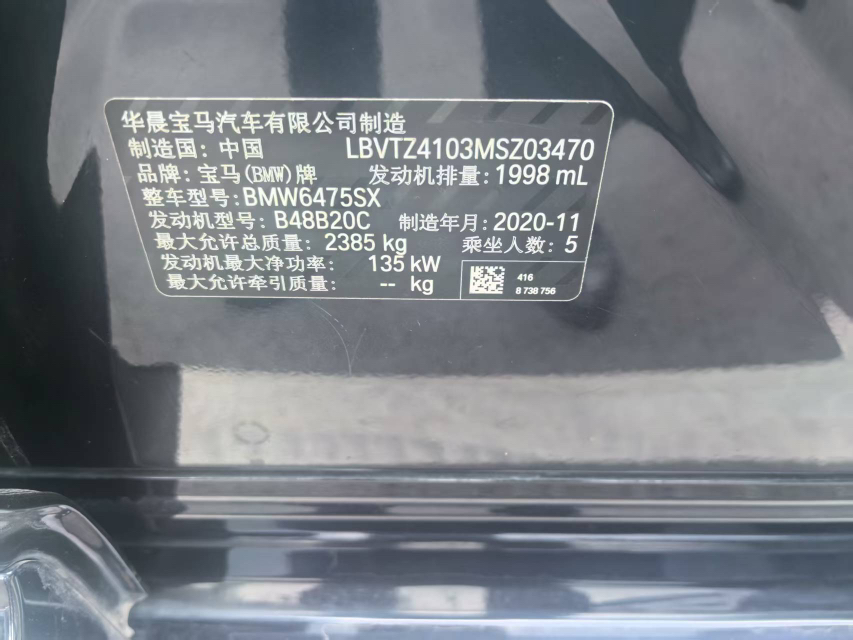 华晨宝马汽车有限公司制造
制造国: 中国 LBVTZ4103MSZ03470
品牌: 宝马(BMW)牌 发动机排量: 1998 mL
整车型号: BMW6475SX
发动机型号: B48B20C 制造年月: 2020-11
最大允许总质量: 2385 kg 乘坐人数: 5
发动机最大净功率: 135 kW
最大允许牵引质量: -- kg
416
8 738 756